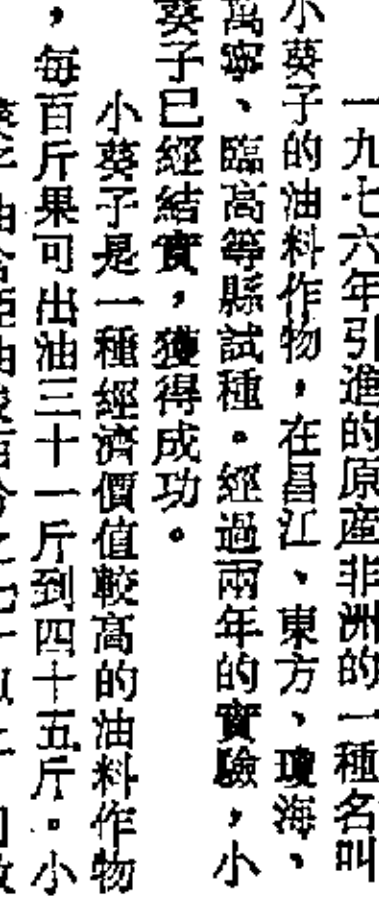 一九七六年引進的原產非洲的一種名叫
小葵子的油料作物，在昌江、東方、瓊海、
萬寧、臨高等縣試種。經過兩年的實驗，小
葵子已經結實，獲得成功。
小葵子是一種經濟價值較高的油料作物
，每百斤果可出油三十一斤到四十五斤。小